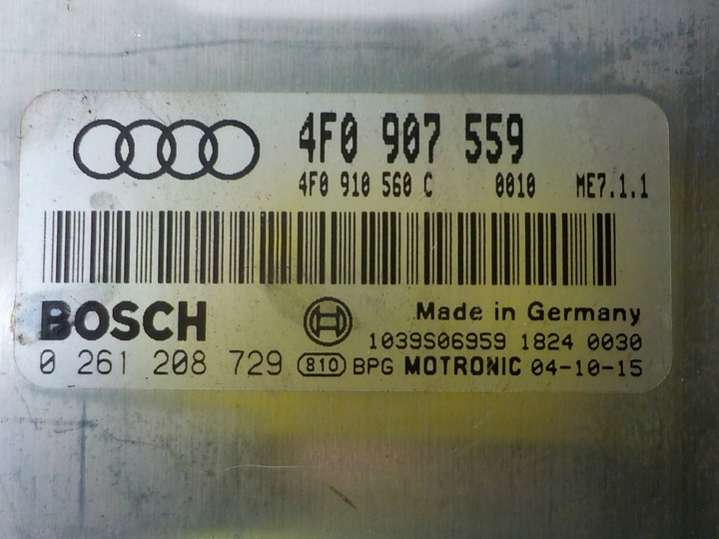 4F0 907 559
4F0 910 560 C 0010 ME7.1.1
BOSCH Made in Germany
1039S06959 1824 0030
0 261 208 729 810 BPG MOTRONIC 04-10-15